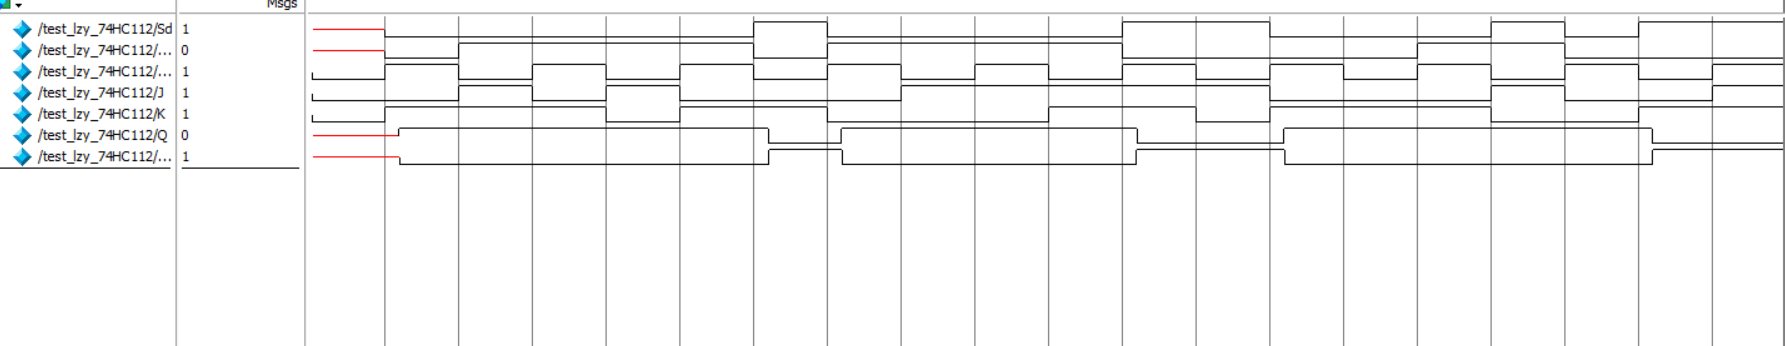 Msgs
/test_lzy_74HC112/Sd 1
/test_lzy_74HC112/... 0
/test_lzy_74HC112/... 1
/test_lzy_74HC112/J 1
/test_lzy_74HC112/K 1
/test_lzy_74HC112/Q 0
/test_lzy_74HC112/... 1